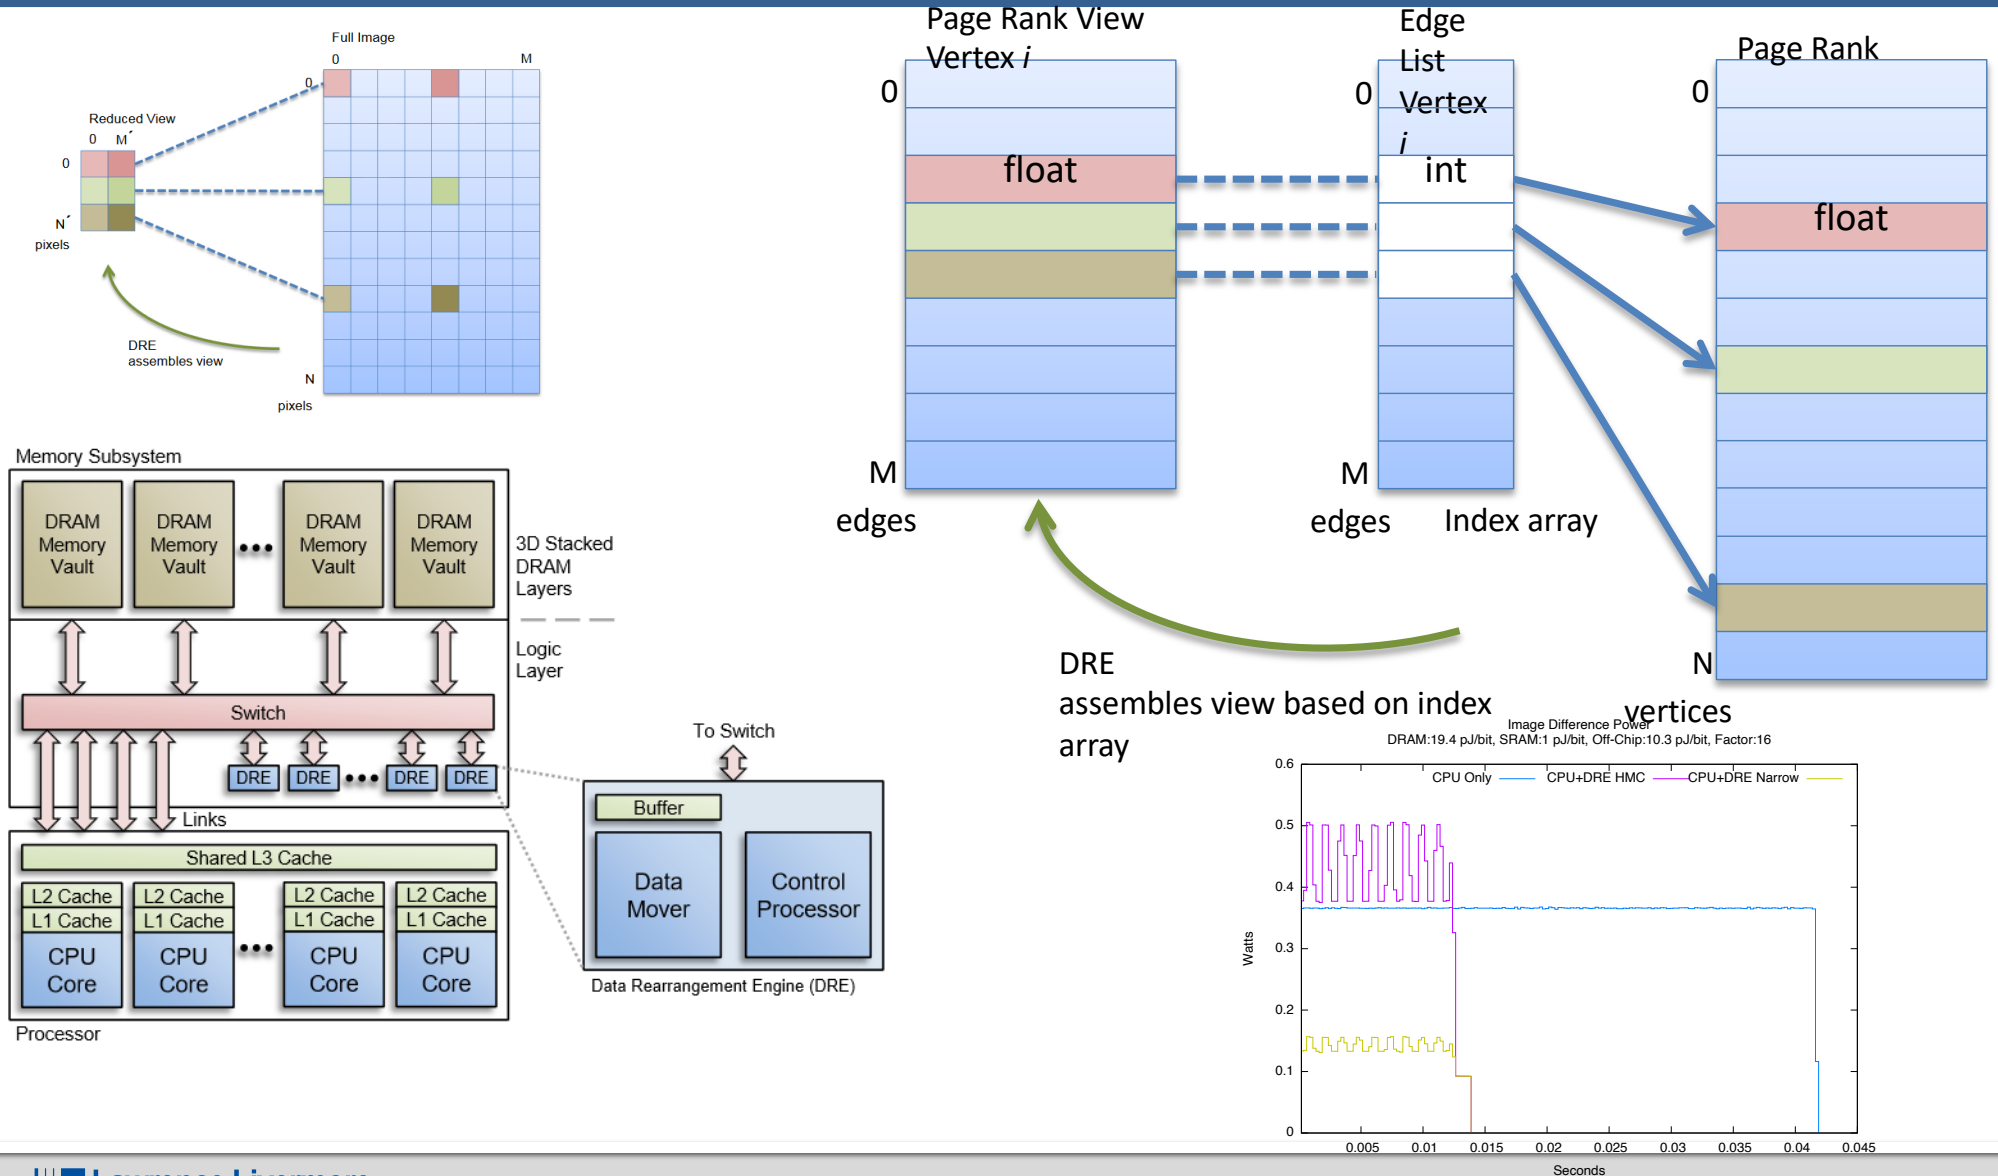 Full Image
0
M
0
Reduced View
0 M´
0
N´
pixels
DRE
assembles view
N
pixels
Page Rank View
Vertex i
0
float
M
edges
Edge
List
Vertex
i
0
int
M
edges
Index array
Page Rank
0
float
N
vertices
DRE
assembles view based on index
array
Memory Subsystem
DRAM
Memory
Vault
DRAM
Memory
Vault
DRAM
Memory
Vault
DRAM
Memory
Vault
3D Stacked
DRAM
Layers
Logic
Layer
Switch
DRE
DRE
DRE
DRE
Links
Shared L3 Cache
L2 Cache
L1 Cache
CPU
Core
L2 Cache
L1 Cache
CPU
Core
L2 Cache
L1 Cache
CPU
Core
L2 Cache
L1 Cache
CPU
Core
Processor
To Switch
Buffer
Data
Mover
Control
Processor
Data Rearrangement Engine (DRE)
Image Difference Power
DRAM:19.4 pJ/bit, SRAM:1 pJ/bit, Off-Chip:10.3 pJ/bit, Factor:16
CPU Only
CPU+DRE HMC
CPU+DRE Narrow
0.6
0.5
0.4
0.3
0.2
0.1
0
Watts
0.005 0.01 0.015 0.02 0.025 0.03 0.035 0.04 0.045
Seconds
Lawrence Livermore